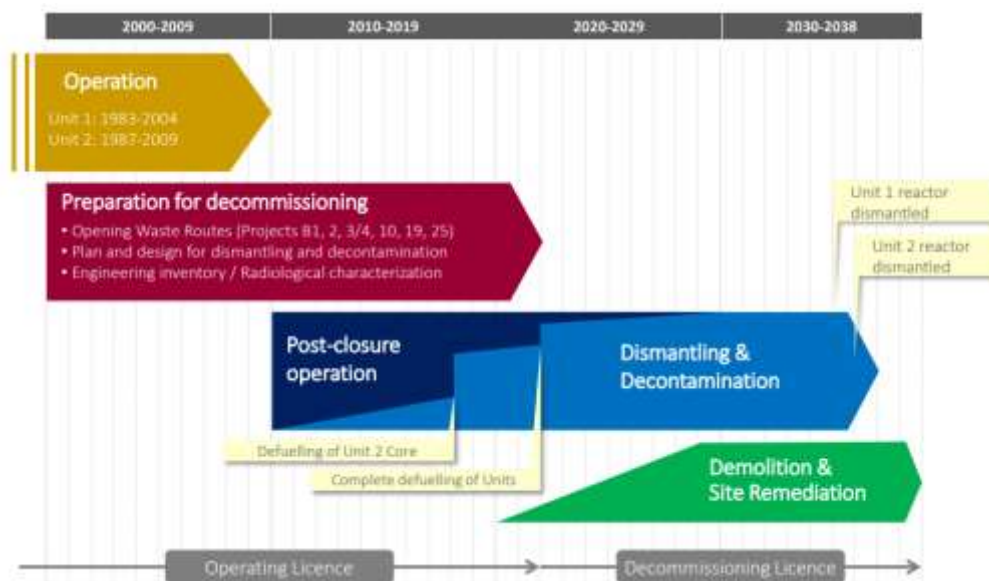 2000-2009
2010-2019
2020-2029
2030-2038
Operation
Unit 1: 1983-2004
Unit 2: 1987-2009
Preparation for decommissioning
• Opening Waste Routes (Projects B1, 2, 3/4, 10, 19, 25)
• Plan and design for dismantling and decontamination
• Engineering inventory / Radiological characterization
Unit 1 reactor
dismantled
Unit 2 reactor
dismantled
Post-closure
operation
Dismantling &
Decontamination
Defuelling of Unit 2 Core
Complete defuelling of Units
Demolition &
Site Remediation
Operating Licence
Decommissioning Licence